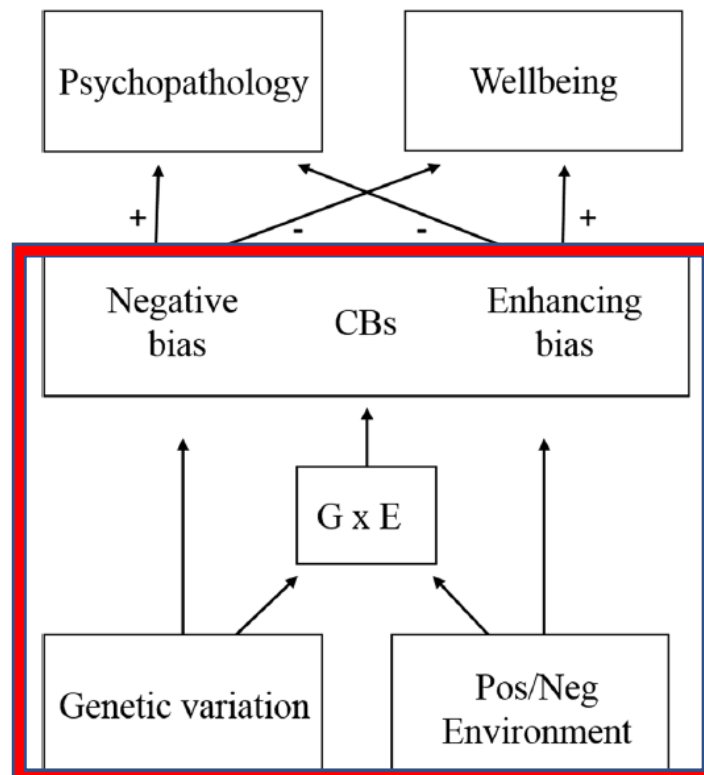 Psychopathology
Wellbeing
+
-
-
+
Negative
bias
CBs
Enhancing
bias
G x E
Genetic variation
Pos/Neg
Environment